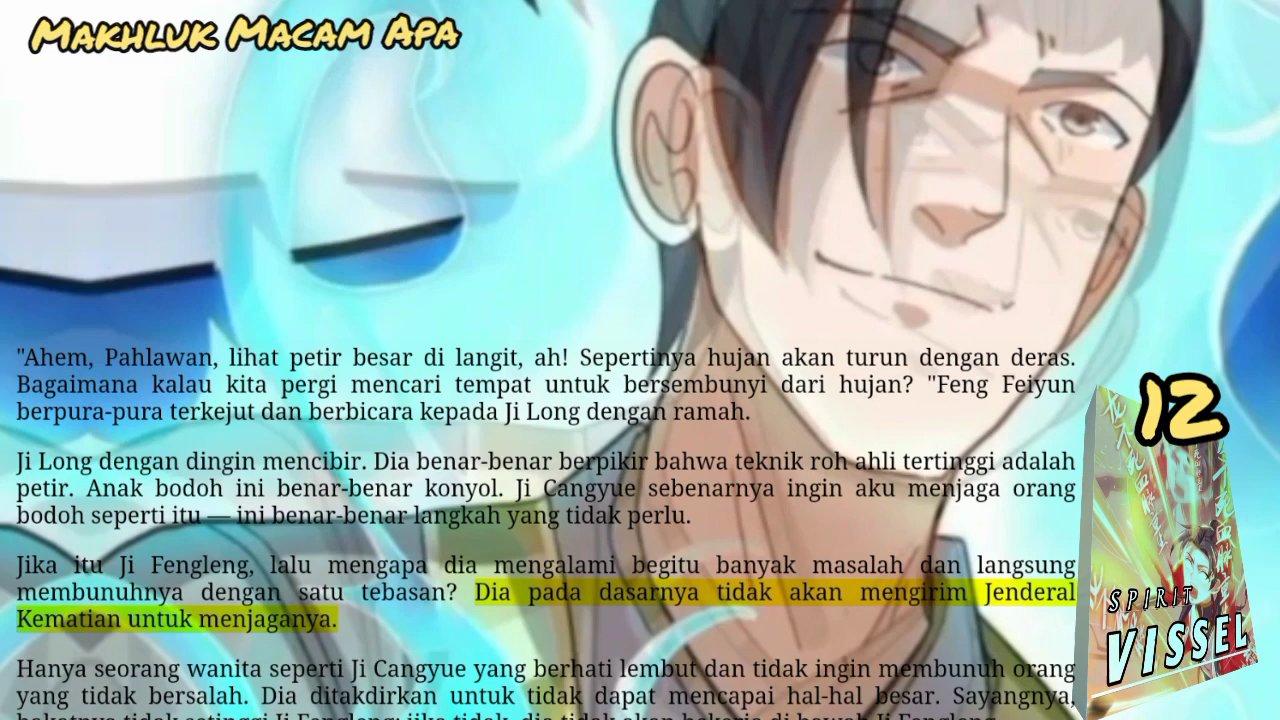 Makhluk Macam Apa
"Ahem, Pahlawan, lihat petir besar di langit, ah! Sepertinya hujan akan turun dengan deras.
Bagaimana kalau kita pergi mencari tempat untuk bersembunyi dari hujan? "Feng Feiyun
berpura-pura terkejut dan berbicara kepada Ji Long dengan ramah.
Ji Long dengan dingin mencibir. Dia benar-benar berpikir bahwa teknik roh ahli tertinggi adalah
petir. Anak bodoh ini benar-benar konyol. Ji Cangyue sebenarnya ingin aku menjaga orang
bodoh seperti itu — ini benar-benar langkah yang tidak perlu.
Jika itu Ji Fengleng, lalu mengapa dia mengalami begitu banyak masalah dan langsung
membunuhnya dengan satu tebasan? Dia pada dasarnya tidak akan mengirim Jenderal
Kematian untuk menjaganya.
Hanya seorang wanita seperti Ji Cangyue yang berhati lembut dan tidak ingin membunuh orang
yang tidak bersalah. Dia ditakdirkan untuk tidak dapat mencapai hal-hal besar. Sayangnya,
12
SPIRIT
VISSEL